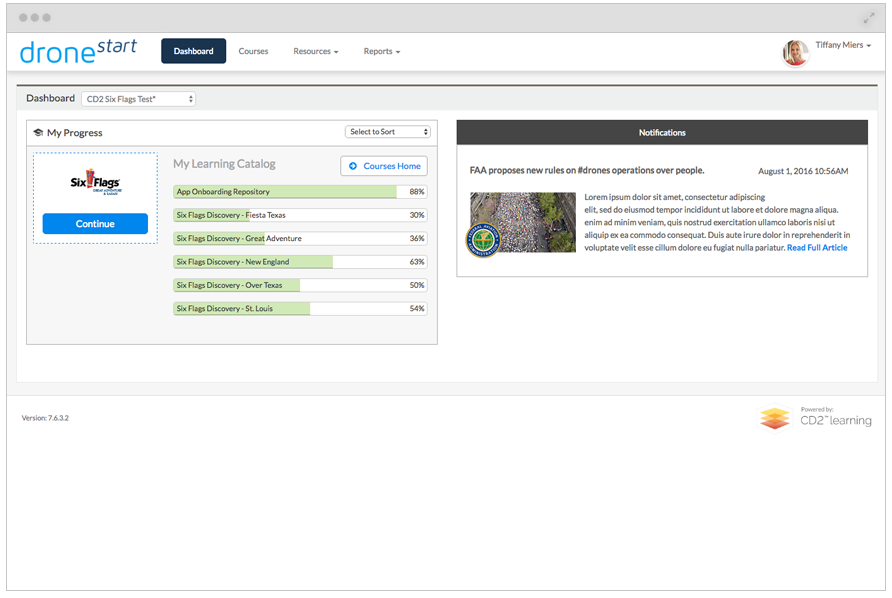 dronestart
Dashboard
Courses
Resources
Reports
Tiffany Miers
Dashboard
CD2 Six Flags Test*
My Progress
Select to Sort
Six Flags
GREAT ADVENTURE
& SAFARI
Continue
My Learning Catalog
Courses Home
App Onboarding Repository 88%
Six Flags Discovery - Fiesta Texas 30%
Six Flags Discovery - Great Adventure 36%
Six Flags Discovery - New England 63%
Six Flags Discovery - Over Texas 50%
Six Flags Discovery - St. Louis 54%
Notifications
FAA proposes new rules on #drones operations over people.
August 1, 2016 10:56AM
Lorem ipsum dolor sit amet, consectetur adipiscing
elit, sed do eiusmod tempor incididunt ut labore et dolore magna aliqua.
enim ad minim veniam, quis nostrud exercitation ullamco laboris nisi ut
aliquip ex ea commodo consequat. Duis aute irure dolor in reprehenderit in
voluptate velit esse cillum dolore eu fugiat nulla pariatur. Read Full Article
Version: 7.6.3.2
Powered by:
CD2™learning